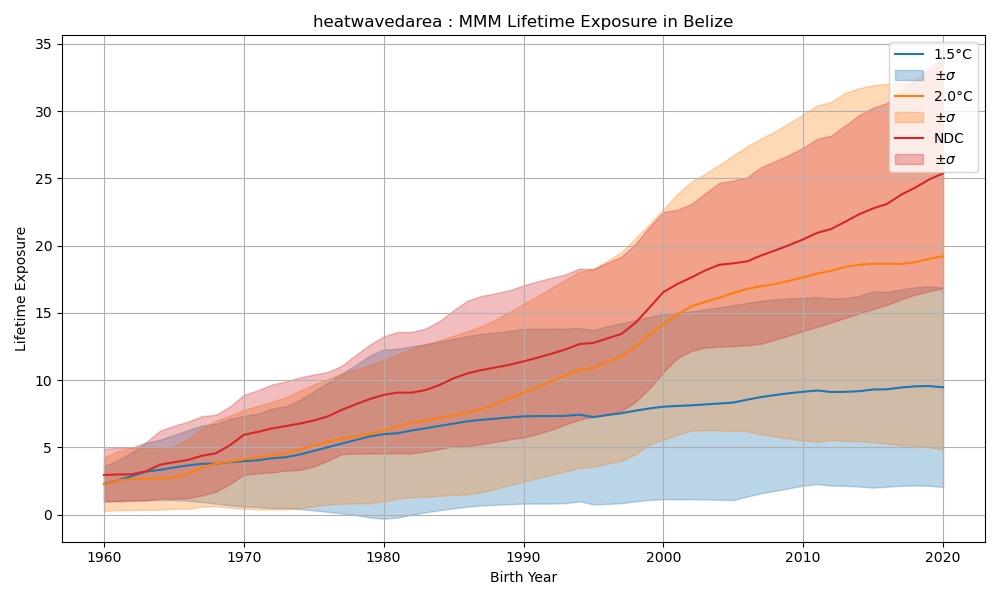 heatwavedarea : MMM Lifetime Exposure in Belize
Lifetime Exposure
35
30
25
20
15
10
5
0
1.5°C
±σ
2.0°C
±σ
NDC
±σ
1960 1970 1980 1990 2000 2010 2020
Birth Year